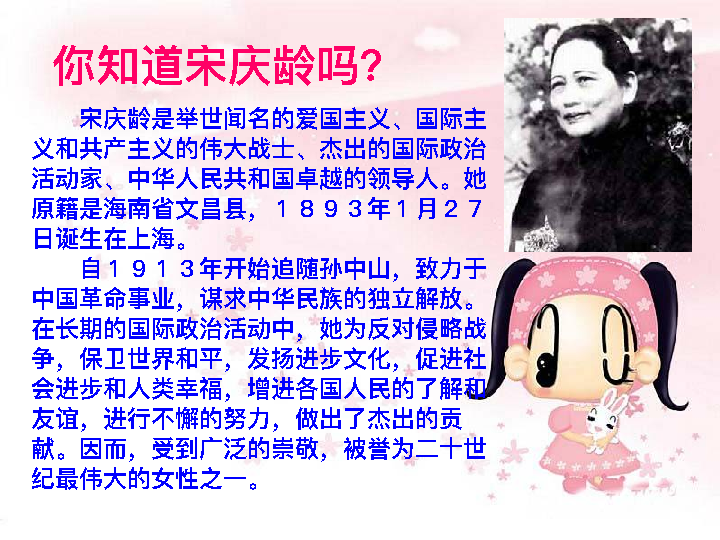 你知道宋庆龄吗？
宋庆龄是举世闻名的爱国主义、国际主
义和共产主义的伟大战士、杰出的国际政治
活动家、中华人民共和国卓越的领导人。她
原籍是海南省文昌县，１８９３年１月２７
日诞生在上海。
自１９１３年开始追随孙中山，致力于
中国革命事业，谋求中华民族的独立解放。
在长期的国际政治活动中，她为反对侵略战
争，保卫世界和平，发扬进步文化，促进社
会进步和人类幸福，增进各国人民的了解和
友谊，进行不懈的努力，做出了杰出的贡
献。因而，受到广泛的崇敬，被誉为二十世
纪最伟大的女性之一。